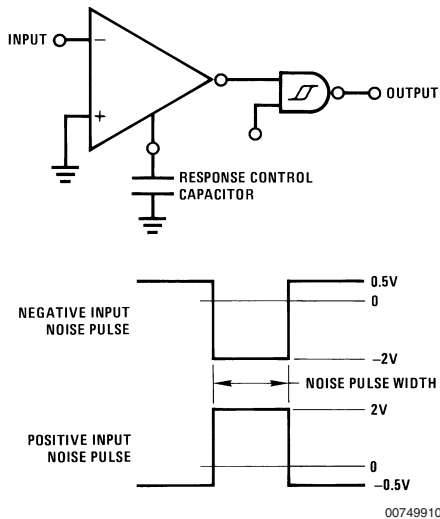 INPUT
−
+
OUTPUT
RESPONSE CONTROL
CAPACITOR
0.5V
0
NEGATIVE INPUT
NOISE PULSE
−2V
NOISE PULSE WIDTH
2V
POSITIVE INPUT
NOISE PULSE
0
−0.5V
00749910